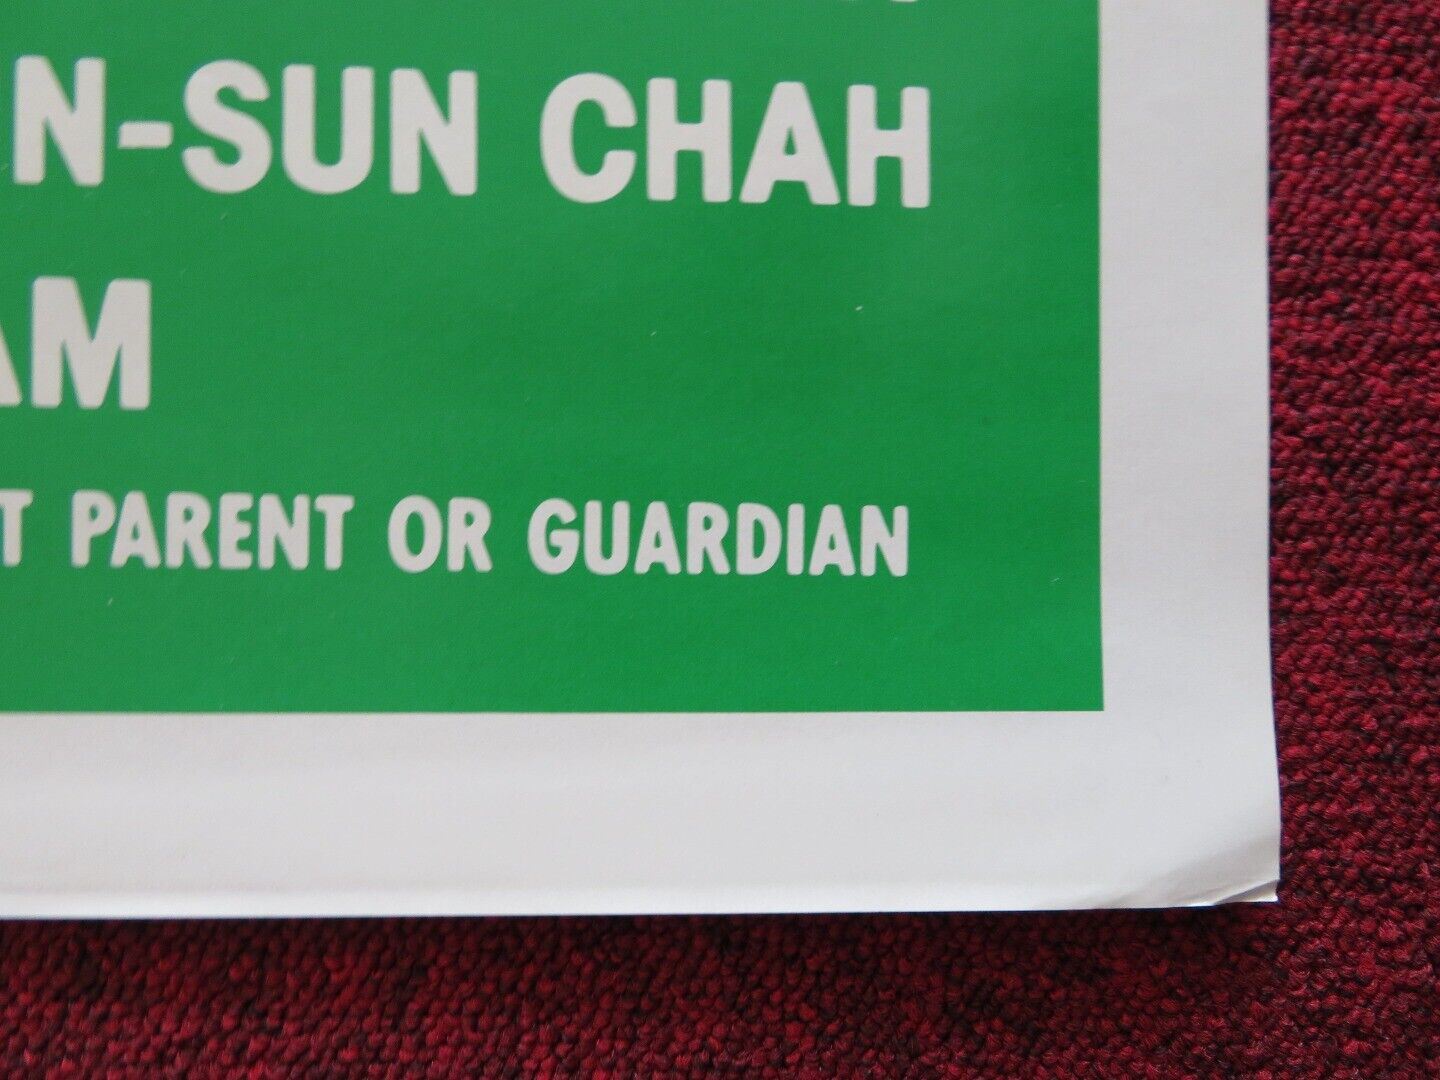 N-SUN CHAH
AM
T PARENT OR GUARDIAN